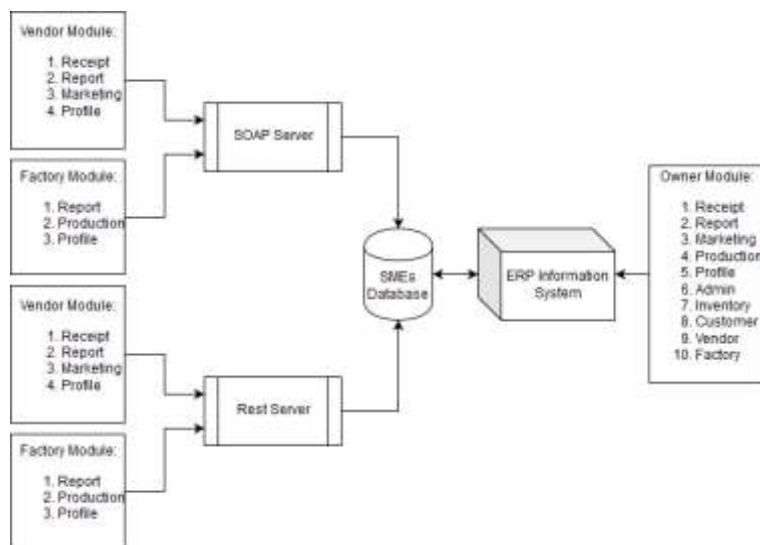 Vendor Module:
1. Receipt
2. Report
3. Marketing
4. Profile
SOAP Server
Factory Module:
1. Report
2. Production
3. Profile
Owner Module:
1. Receipt
2. Report
3. Marketing
4. Production
5. Profile
6. Admin
7. Inventory
8. Customer
9. Vendor
10. Factory
SMEs
Database
ERP Information
System
Vendor Module:
1. Receipt
2. Report
3. Marketing
4. Profile
Rest Server
Factory Module:
1. Report
2. Production
3. Profile